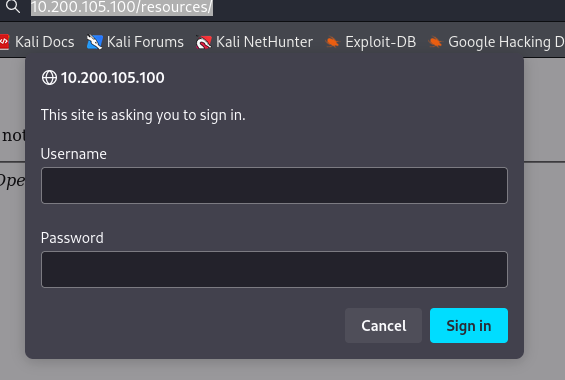 10.200.105.100/resources/
Kali Docs Kali Forums Kali NetHunter Exploit-DB Google Hacking D
10.200.105.100
This site is asking you to sign in.
not
Username
Ope
Password
Cancel Sign in